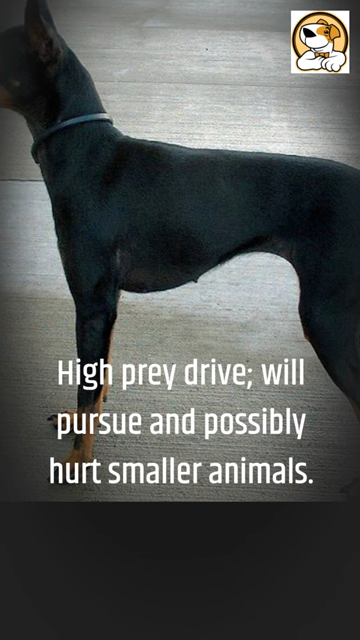 High prey drive; will
pursue and possibly
hurt smaller animals.